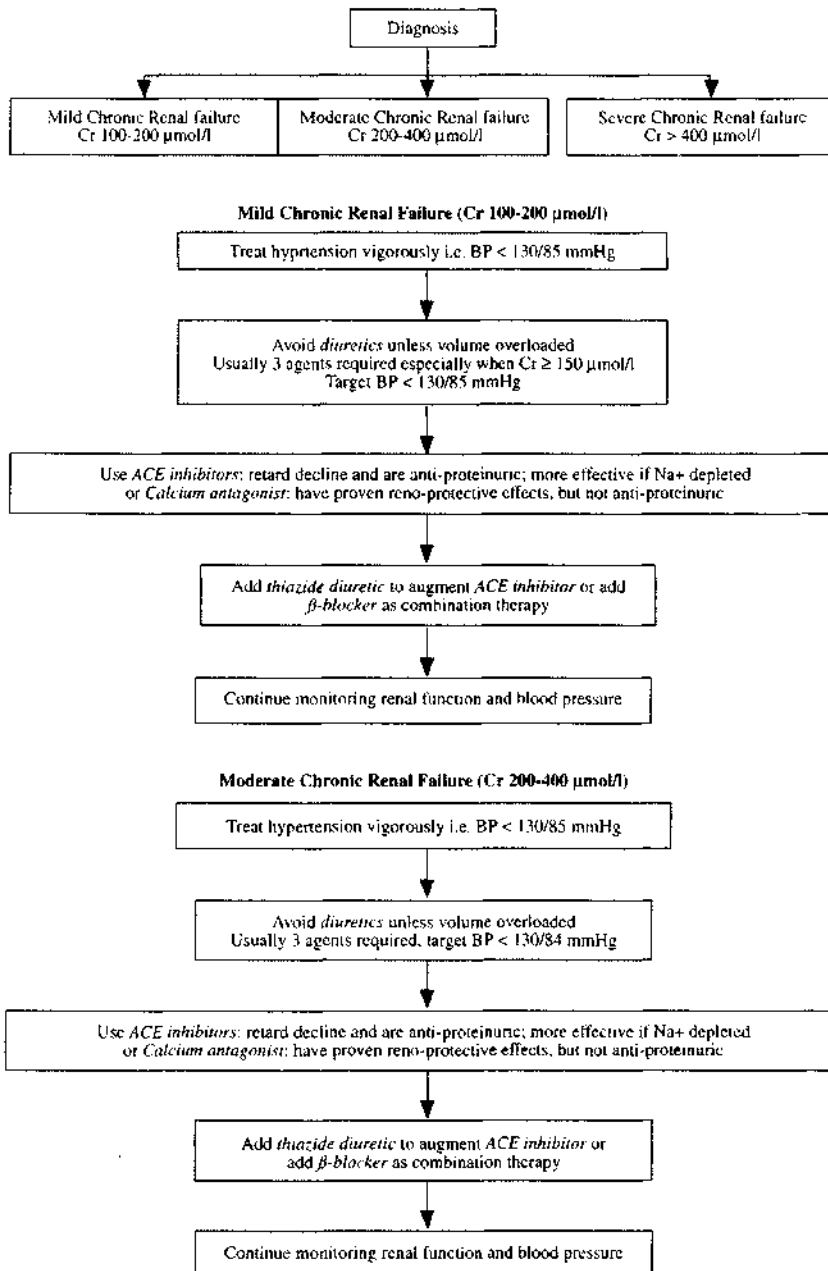 Diagnosis
Mild Chronic Renal failure
Cr 100-200 µmol/l
Moderate Chronic Renal failure
Cr 200-400 µmol/l
Severe Chronic Renal failure
Cr > 400 µmol/l
Mild Chronic Renal Failure (Cr 100-200 µmol/l)
Treat hyprtension vigorously i.e. BP < 130/85 mmHg
Avoid diuretics unless volume overloaded
Usually 3 agents required especially when Cr ≥ 150 µmol/l
Target BP < 130/85 mmHg
Use ACE inhibitors: retard decline and are anti-proteinuric; more effective if Na+ depleted
or Calcium antagonist: have proven reno-protective effects, but not anti-proteinuric
Add thiazide diuretic to augment ACE inhibitor or add
β-blocker as combination therapy
Continue monitoring renal function and blood pressure
Moderate Chronic Renal Failure (Cr 200-400 µmol/l)
Treat hypertension vigorously i.e. BP < 130/85 mmHg
Avoid diuretics unless volume overloaded
Usually 3 agents required, target BP < 130/84 mmHg
Use ACE inhibitors: retard decline and are anti-proteinuric; more effective if Na+ depleted
or Calcium antagonist: have proven reno-protective effects, but not anti-proteinuric
Add thiazide diuretic to augment ACE inhibitor or
add β-blocker as combination therapy
Continue monitoring renal function and blood pressure